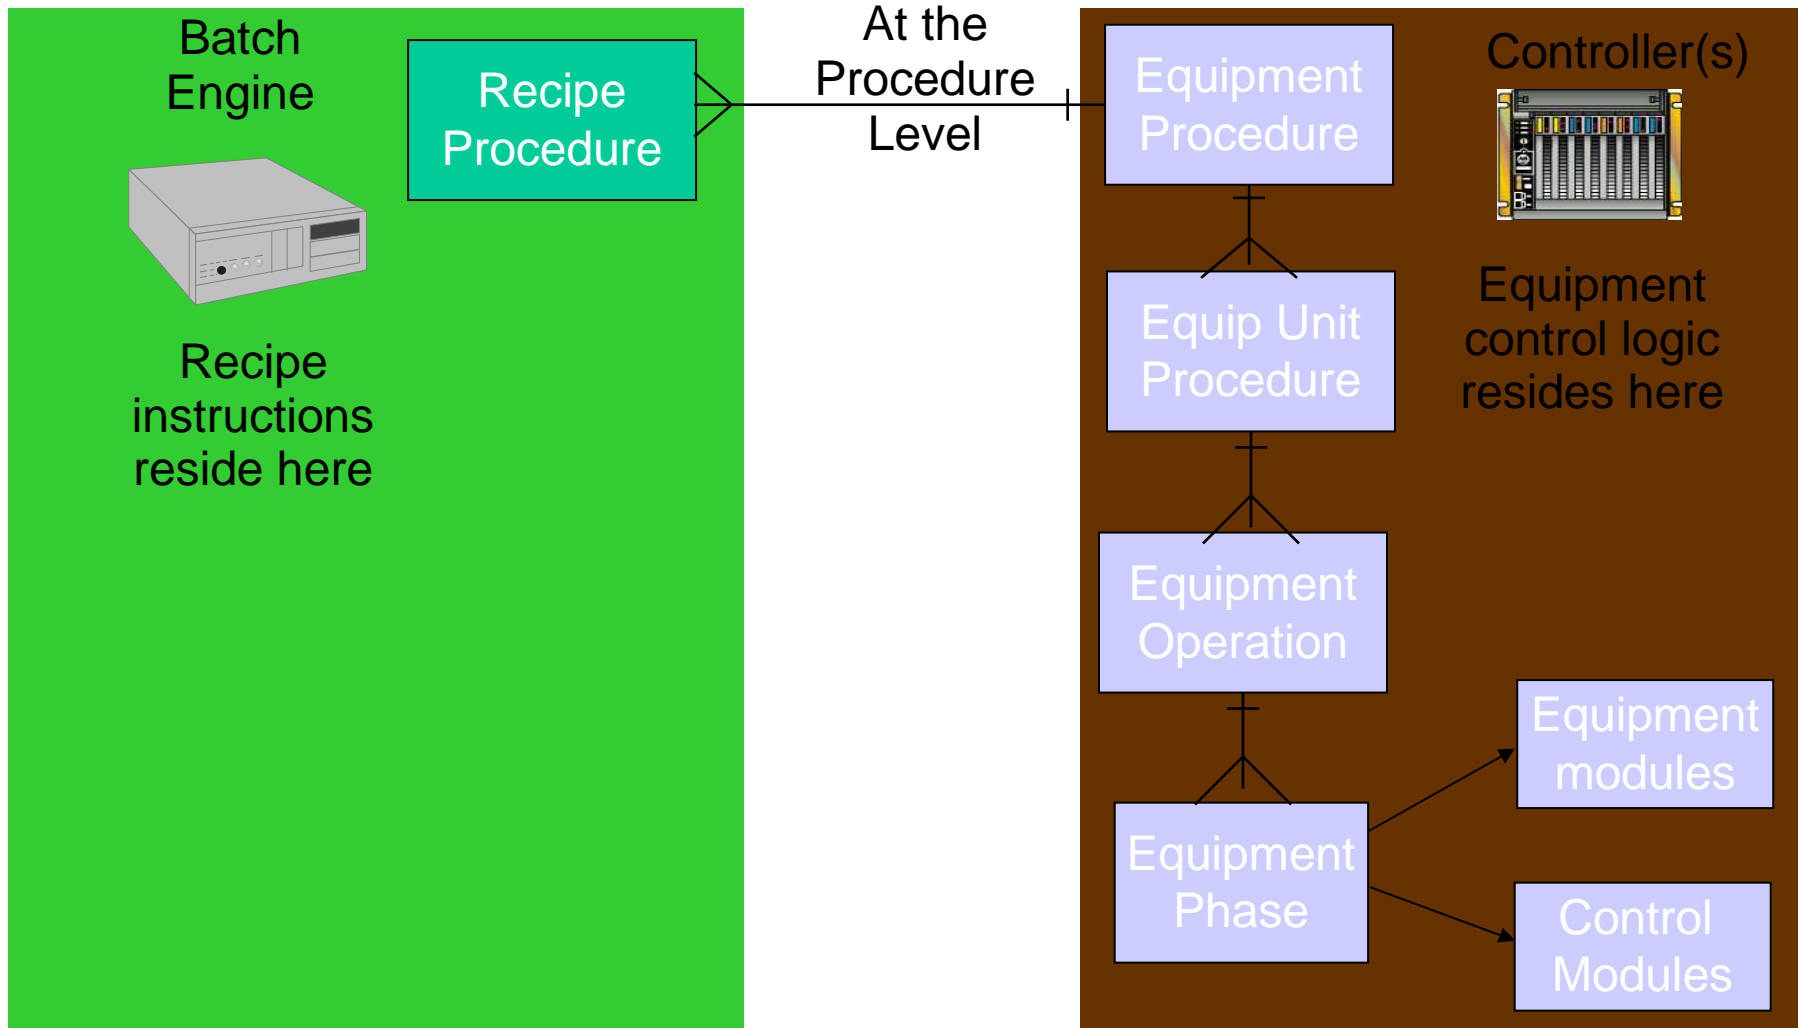 Batch
Engine
Recipe
Procedure
Recipe
instructions
reside here
At the
Procedure
Level
Equipment
Procedure
Controller(s)
Equip Unit
Procedure
Equipment
control logic
resides here
Equipment
Operation
Equipment
Phase
Equipment
modules
Control
Modules